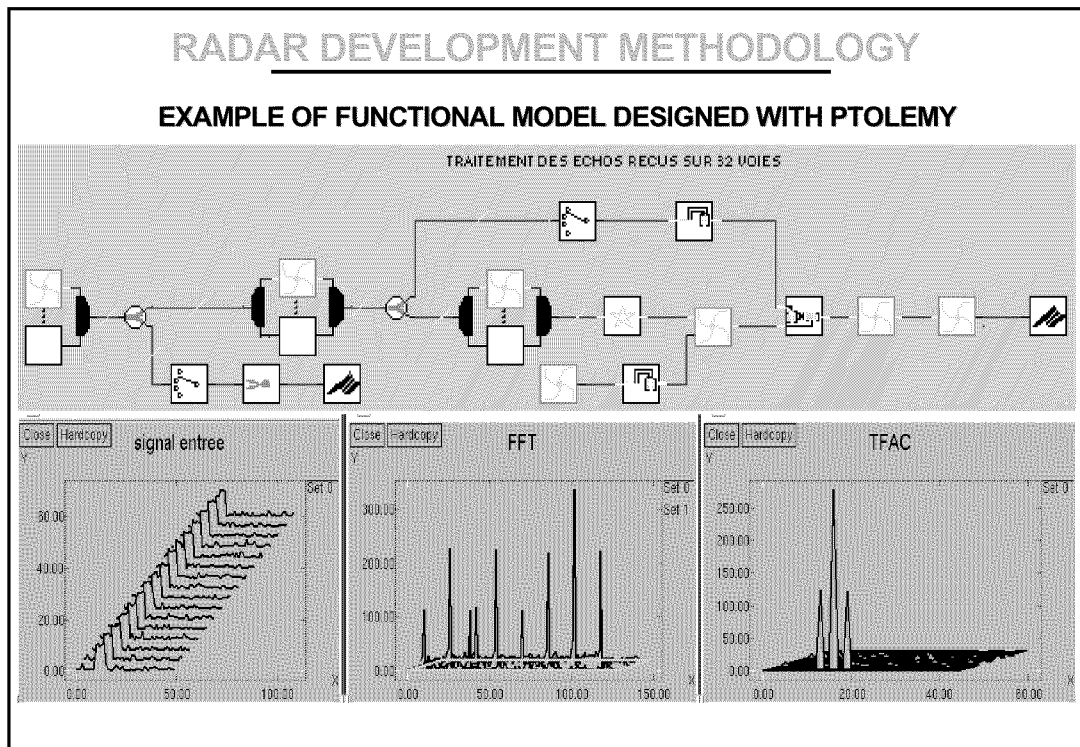 RADAR DEVELOPMENT METHODOLOGY
EXAMPLE OF FUNCTIONAL MODEL DESIGNED WITH PTOLEMY
TRAITEMENT DES ECHOS RECUS SUR 32 VOIES
Close Hardcopy signal entree
Y
Set 0
60.00
40.00
20.00
0.00
X
0.00 50.00 100.00
Close Hardcopy FFT
Y
Set 0
Set 1
300.00
200.00
100.00
0.00
X
0.00 50.00 100.00 150.00
Close Hardcopy TFAC
Y
Set 0
250.00
200.00
150.00
100.00
50.00
0.00
X
0.00 20.00 40.00 60.00